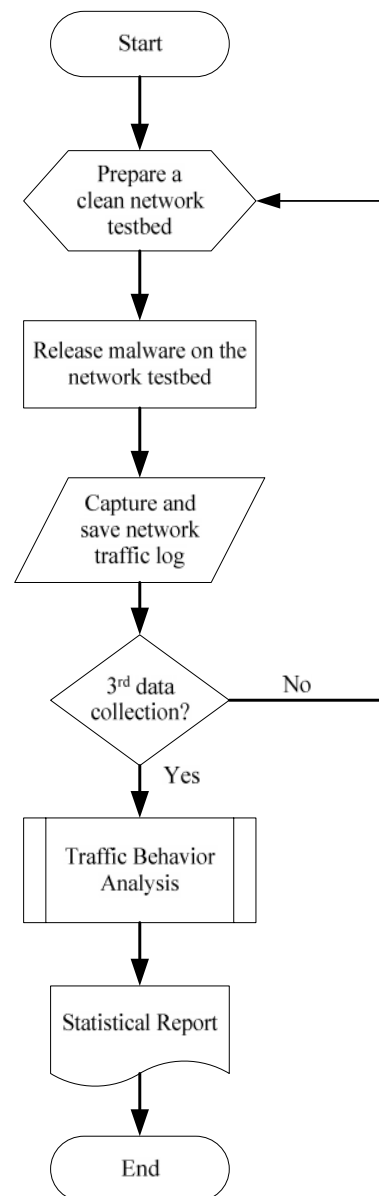 Start
Prepare a
clean network
testbed
Release malware on the
network testbed
Capture and
save network
traffic log
3rd data
collection?
No
Yes
Traffic Behavior
Analysis
Statistical Report
End